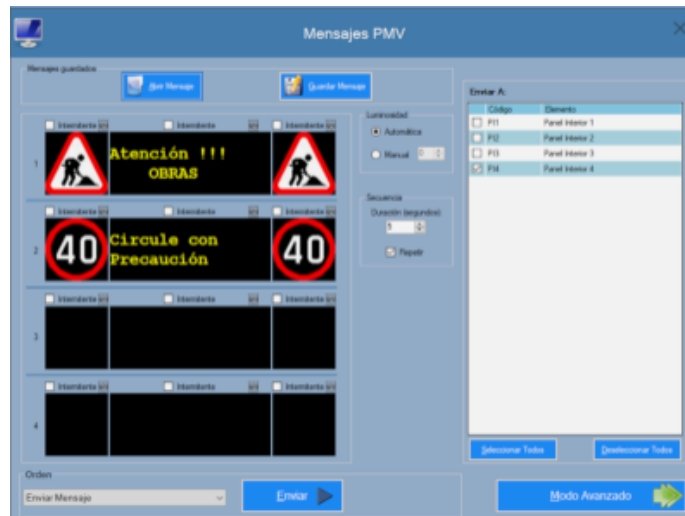 Mensajes PMV
Mensajes guardados
Abrir Mensaje
Guardar Mensaje
Enviar A:
Código Elemento
PI1 Panel Interior 1
PI2 Panel Interior 2
PI3 Panel Interior 3
PI4 Panel Interior 4
Intermitente Intermitente Intermitente
1
Atención !!!
OBRAS
Luminosidad
Automática
Manual 0
Intermitente Intermitente Intermitente
2
40
Circule con
Precaución
40
Secuencia
Duración (segundos):
5
Repetir
Intermitente Intermitente Intermitente
3
Intermitente Intermitente Intermitente
4
Seleccionar Todos
Deseleccionar Todos
Orden
Enviar Mensaje
Enviar
Modo Avanzado